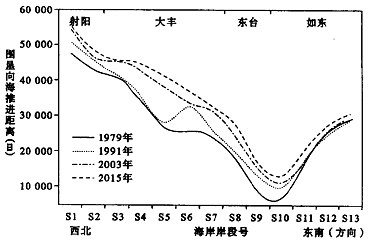 射阳 大丰 东台 如东
围垦向海推进距离(m)
60 000
50 000
40 000
30 000
20 000
10 000
1979年
1991年
2003年
2015年
S1 S2 S3 S4 S5 S6 S7 S8 S9 S10 S11 S12 S13
西北 海岸岸段号 东南(方向)